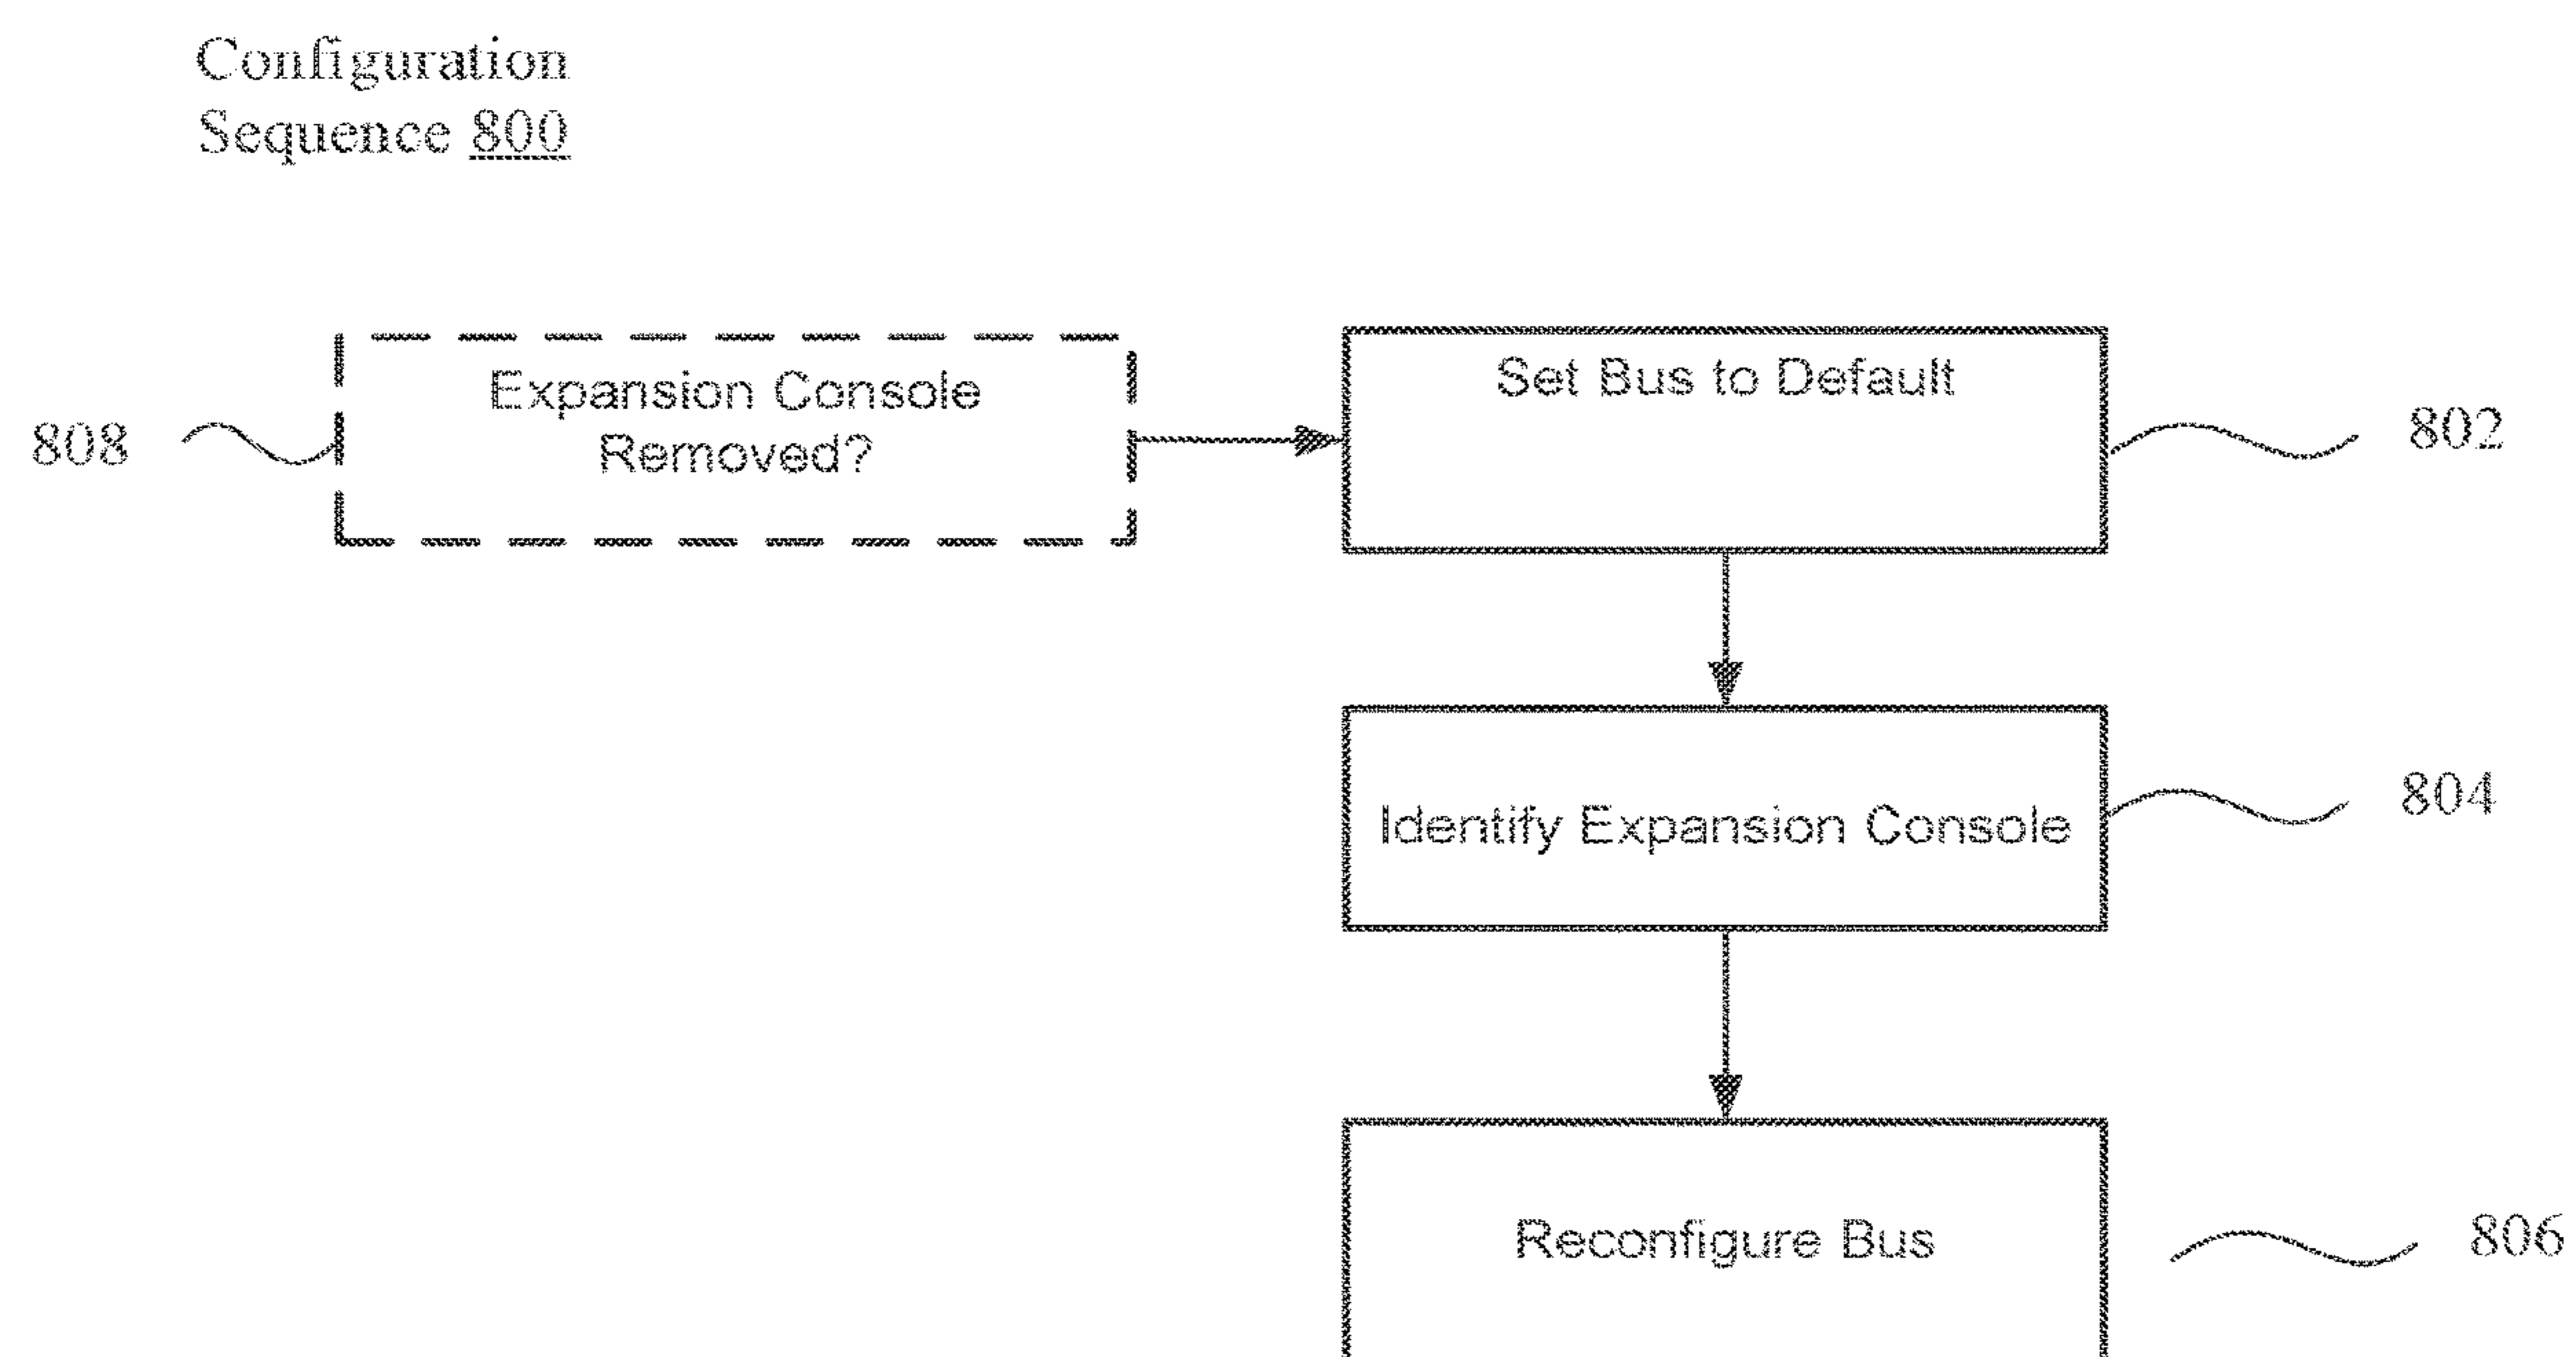 Configuration
Sequence 800
Expansion Console
Removed?
808
Set Bus to Default
802
Identify Expansion Console
804
Reconfigure Bus
806